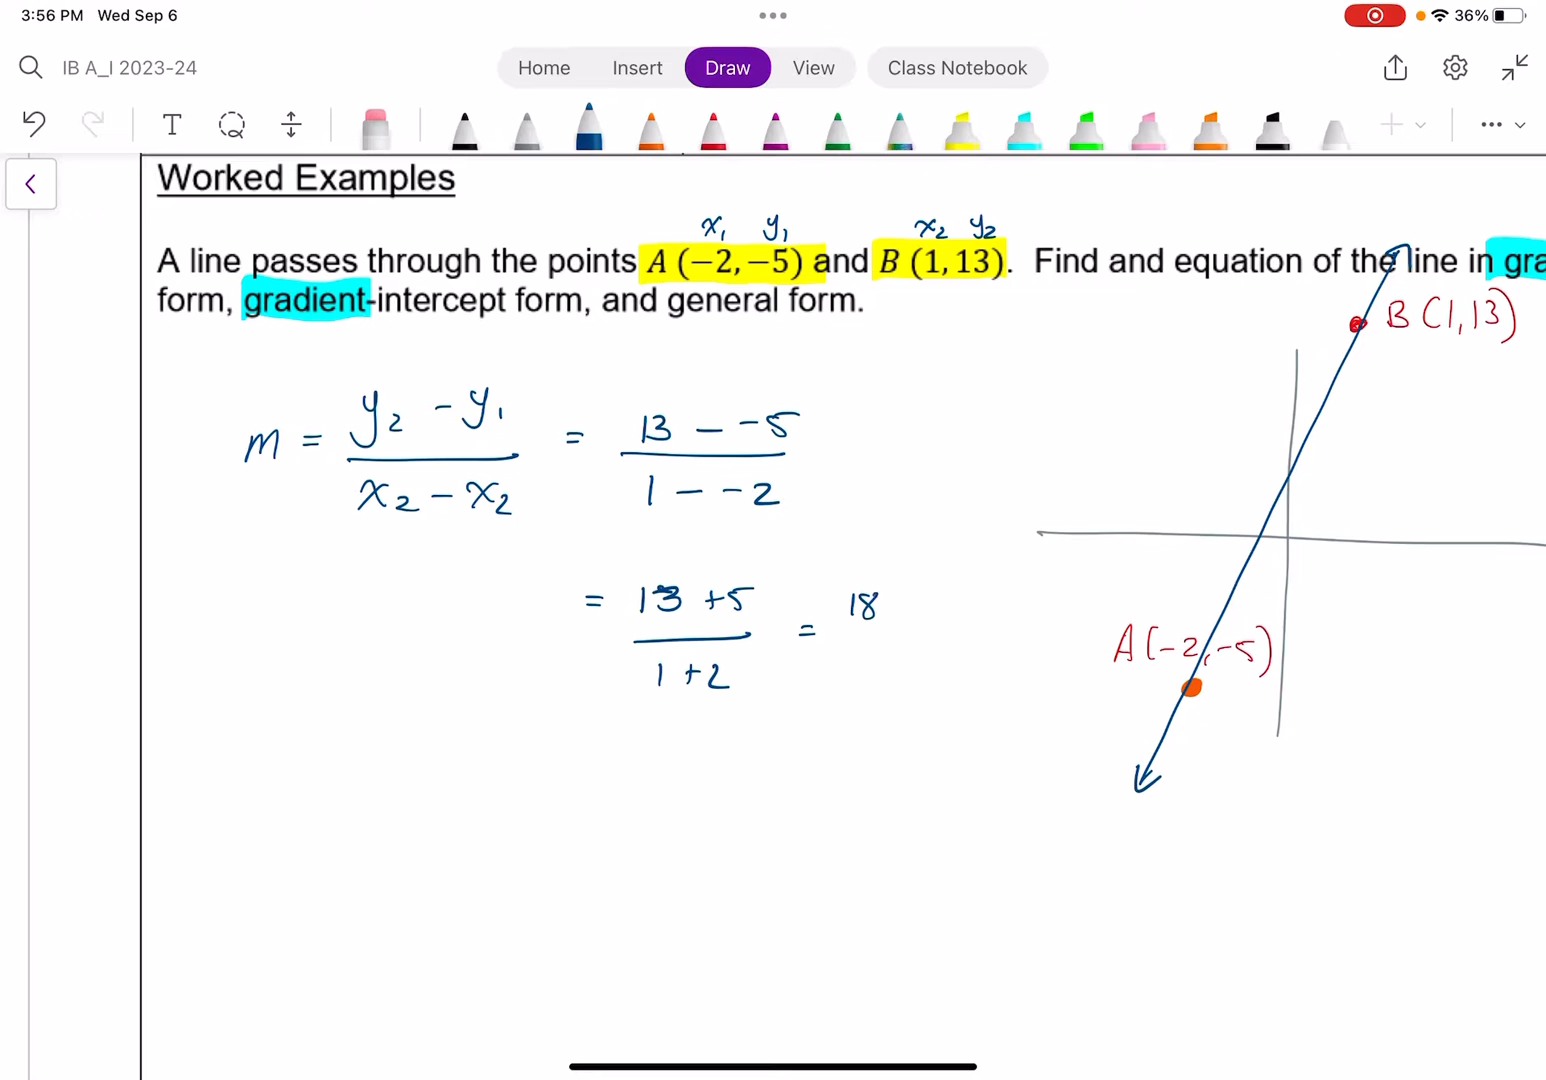 3:56 PM Wed Sep 6
36%
IB A_I 2023-24
Home Insert Draw View Class Notebook
T
Worked Examples
x₁ y₁ x₂ y₂
A line passes through the points A (−2, −5) and B (1, 13). Find and equation of the line in gra
form, gradient-intercept form, and general form.
B (1,13)
m = y₂ - y₁ / x₂ - x₂ = 13 - -5 / 1 - -2
= 13 +5 / 1 +2 = 18
A(-2,-5)